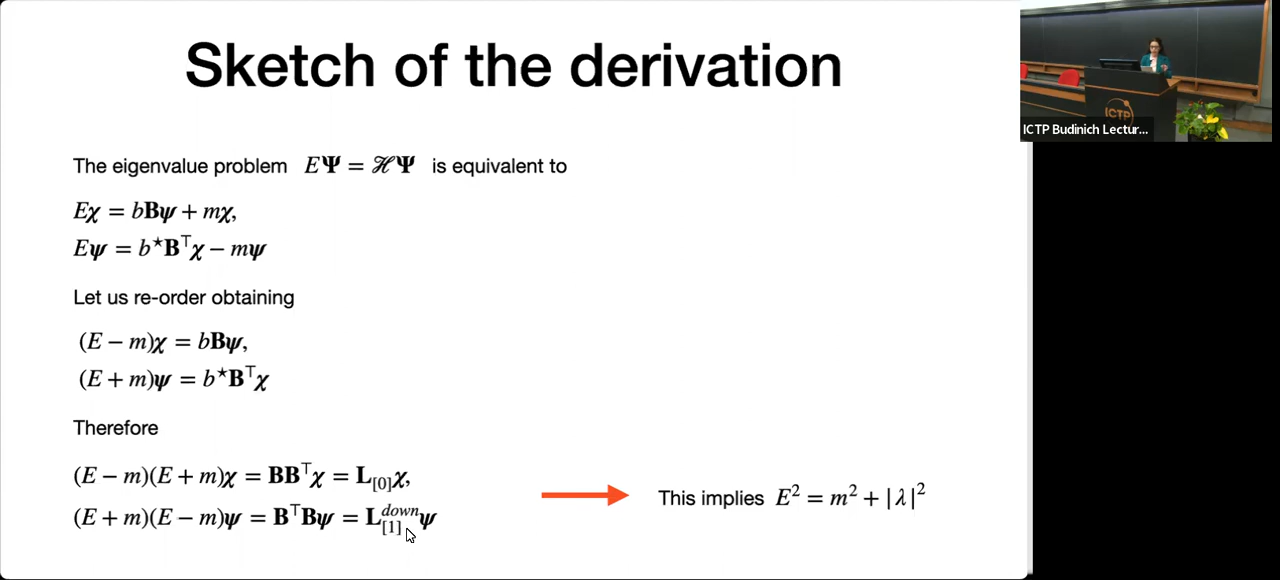 Sketch of the derivation
The eigenvalue problem E𝚿 = ℋ𝚿 is equivalent to
E𝛘 = b𝐁𝛙 + m𝛘,
E𝛙 = b⋆𝐁⊤𝛘 − m𝛙
Let us re-order obtaining
(E − m)𝛘 = b𝐁𝛙,
(E + m)𝛙 = b⋆𝐁⊤𝛘
Therefore
(E − m)(E + m)𝛘 = 𝐁𝐁⊤𝛘 = 𝐋[0]𝛘,
(E + m)(E − m)𝛙 = 𝐁⊤𝐁𝛙 = 𝐋[1]^down 𝛙
This implies E² = m² + |λ|²
ICTP
ICTP Budinich Lectur...